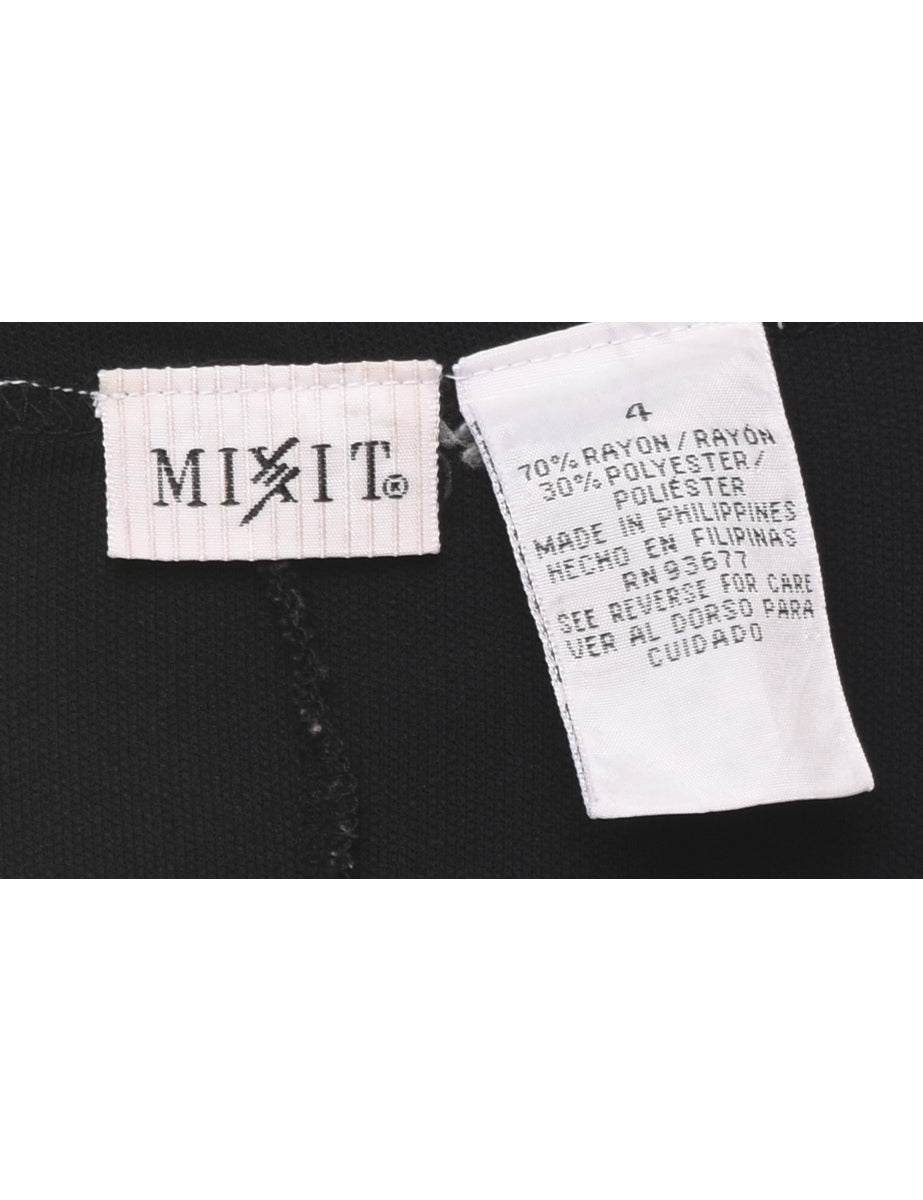 MIXIT®
4
70% RAYON / RAYÓN
30% POLYESTER /
POLIÉSTER
MADE IN PHILIPPINES
HECHO EN FILIPINAS
RN 93677
SEE REVERSE FOR CARE
VER AL DORSO PARA
CUIDADO